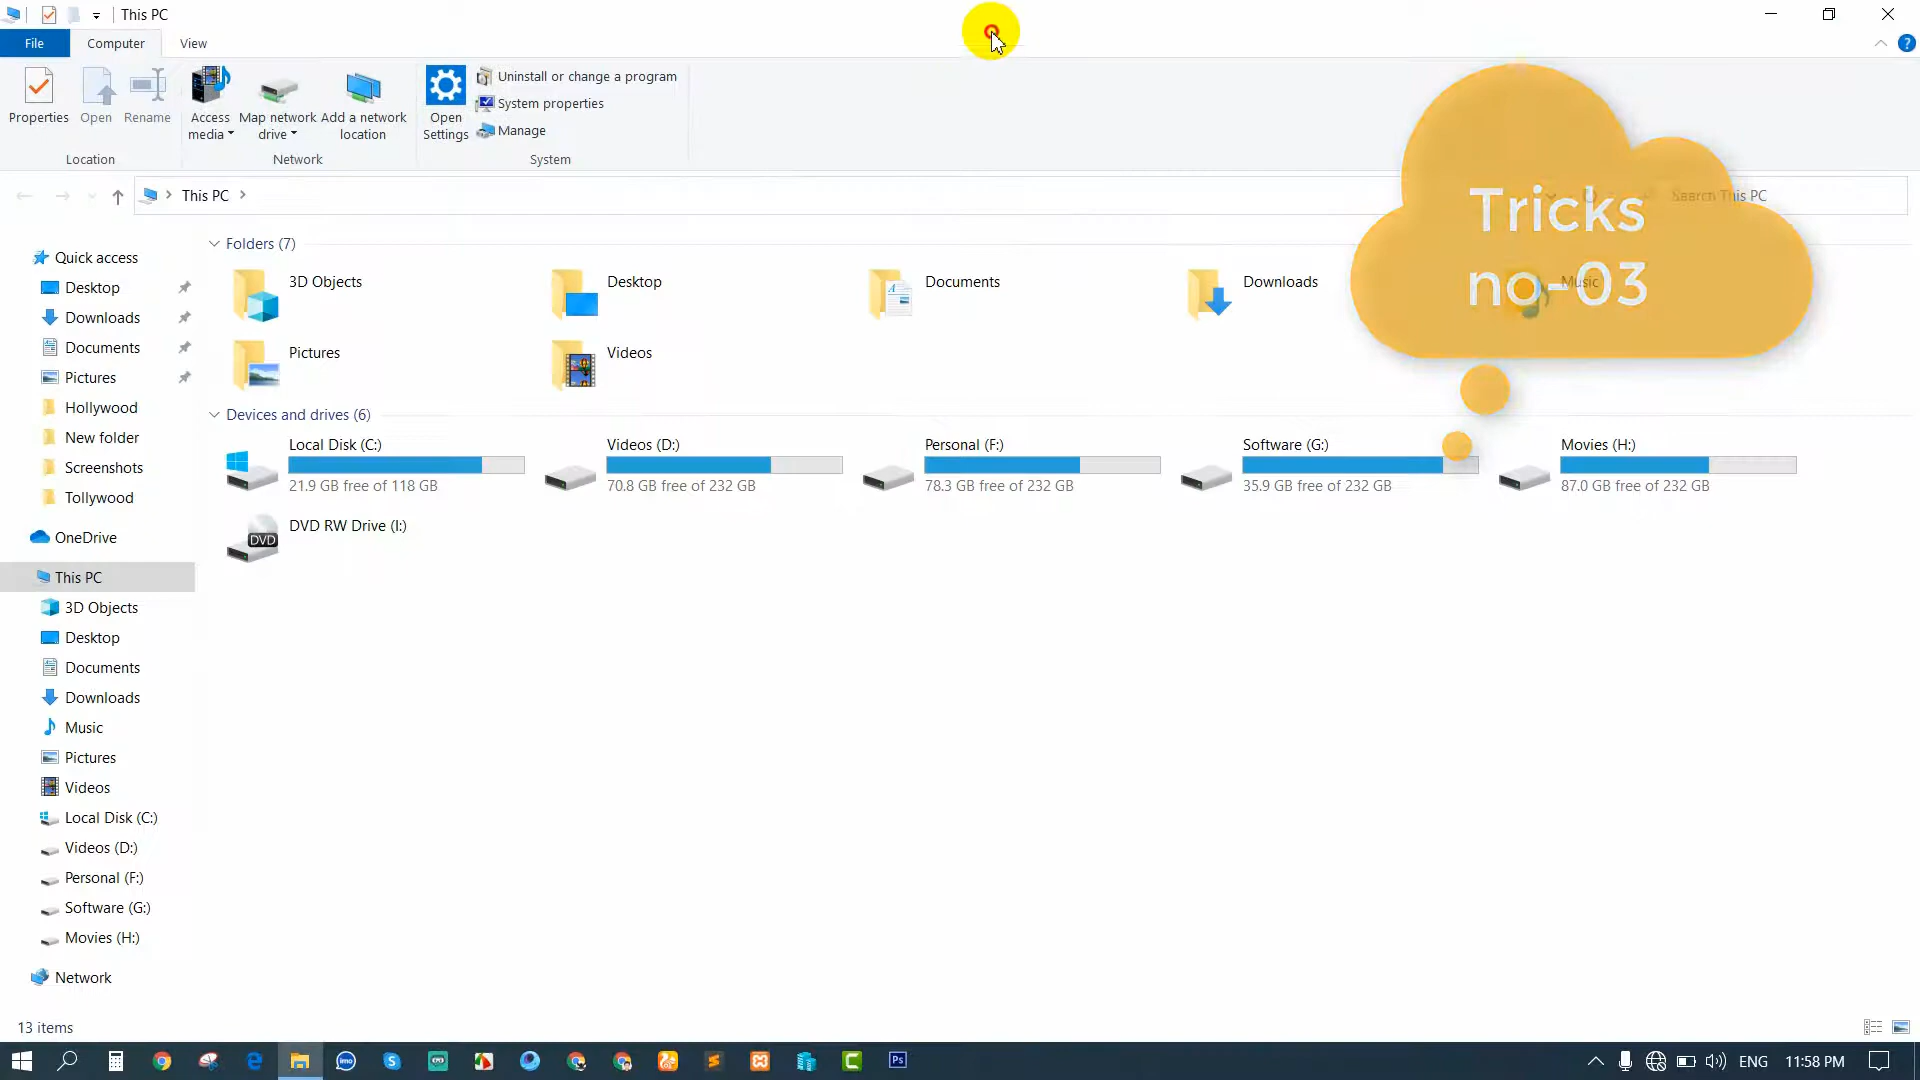 This PC
File
Computer
View
Properties
Open
Rename
Access media
Map network drive
Add a network location
Open Settings
Uninstall or change a program
System properties
Manage
Location
Network
System
This PC
Search This PC
Tricks
no-03
Quick access
Desktop
Downloads
Documents
Pictures
Hollywood
New folder
Screenshots
Tollywood
OneDrive
This PC
3D Objects
Desktop
Documents
Downloads
Music
Pictures
Videos
Local Disk (C:)
Videos (D:)
Personal (F:)
Software (G:)
Movies (H:)
Network
Folders (7)
3D Objects
Desktop
Documents
Downloads
Music
Pictures
Videos
Devices and drives (6)
Local Disk (C:)
21.9 GB free of 118 GB
Videos (D:)
70.8 GB free of 232 GB
Personal (F:)
78.3 GB free of 232 GB
Software (G:)
35.9 GB free of 232 GB
Movies (H:)
87.0 GB free of 232 GB
DVD
DVD RW Drive (I:)
13 items
imo
Ps
ENG
11:58 PM